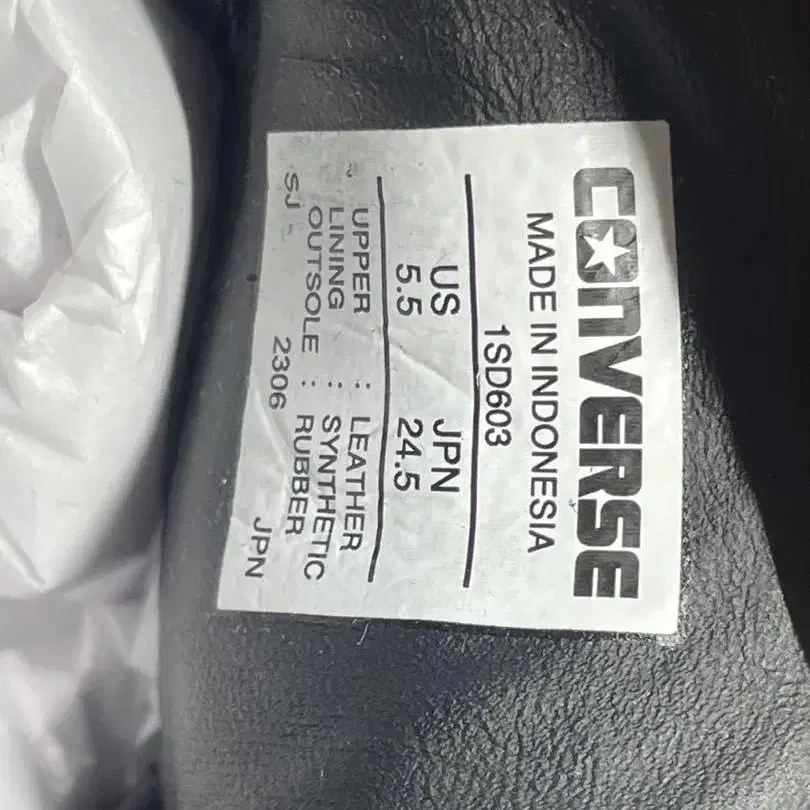 CONVERSE
MADE IN INDONESIA
1SD603
US JPN
5.5 24.5
UPPER : LEATHER
LINING : SYNTHETIC
OUTSOLE : RUBBER
SJ 2306 JPN